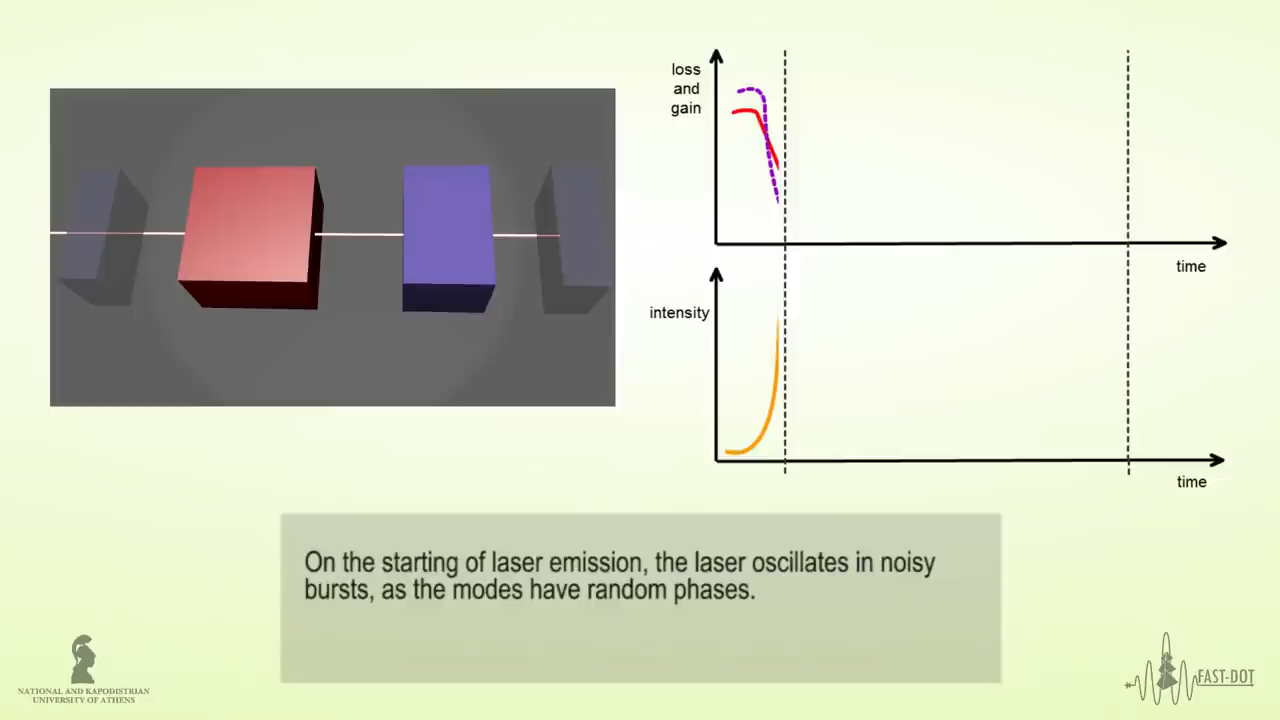 loss
and
gain
time
intensity
time
On the starting of laser emission, the laser oscillates in noisy
bursts, as the modes have random phases.
NATIONAL AND KAPODISTRIAN
UNIVERSITY OF ATHENS
FAST-DOT